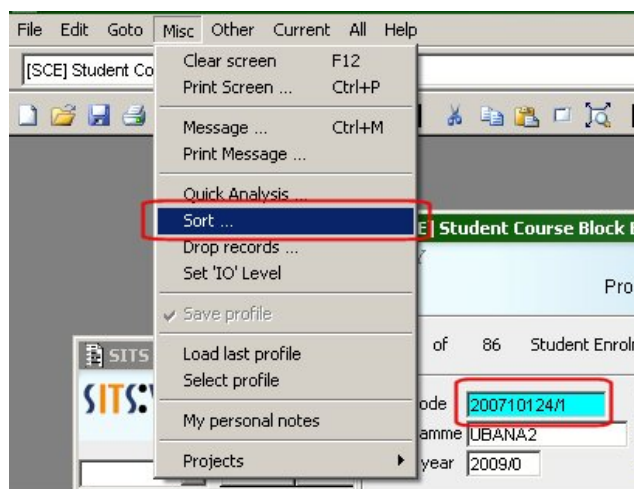 File Edit Goto Misc Other Current All Help
[SCE] Student Co
Clear screen F12
Print Screen ... Ctrl+P
Message ... Ctrl+M
Print Message ...
Quick Analysis ...
Sort ...
Drop records ...
Set 'IO' Level
Save profile
Load last profile
Select profile
My personal notes
Projects
Student Course Block
Pro
of 86 Student Enrol
SITS
SITS:
ode 200710124/1
amme UBANA2
year 2009/0